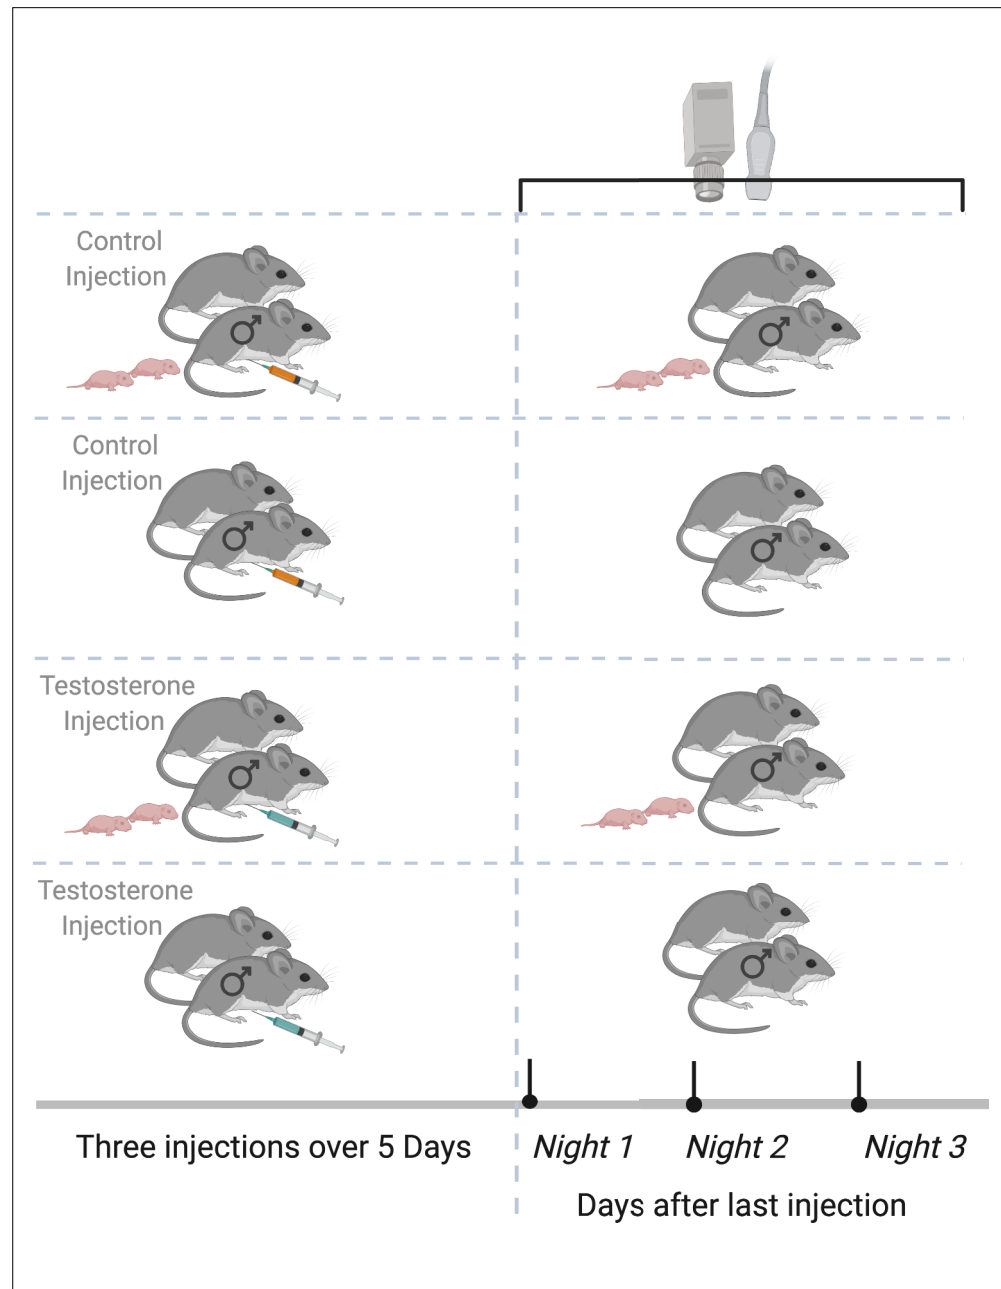 Control
Injection
Control
Injection
Testosterone
Injection
Testosterone
Injection
Three injections over 5 Days
Night 1
Night 2
Night 3
Days after last injection